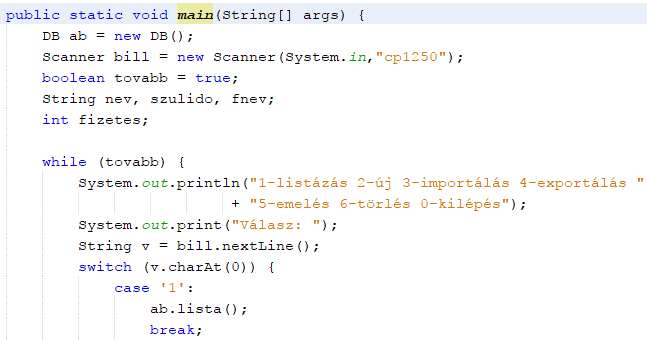 public static void main(String[] args) {
DB ab = new DB();
Scanner bill = new Scanner(System.in,"cp1250");
boolean tovabb = true;
String nev, szulido, fnev;
int fizetes;
while (tovabb) {
System.out.println("1-listázás 2-új 3-importálás 4-exportálás "
+ "5-emelés 6-törlés 0-kilépés");
System.out.print("Válasz: ");
String v = bill.nextLine();
switch (v.charAt(0)) {
case '1':
ab.lista();
break;